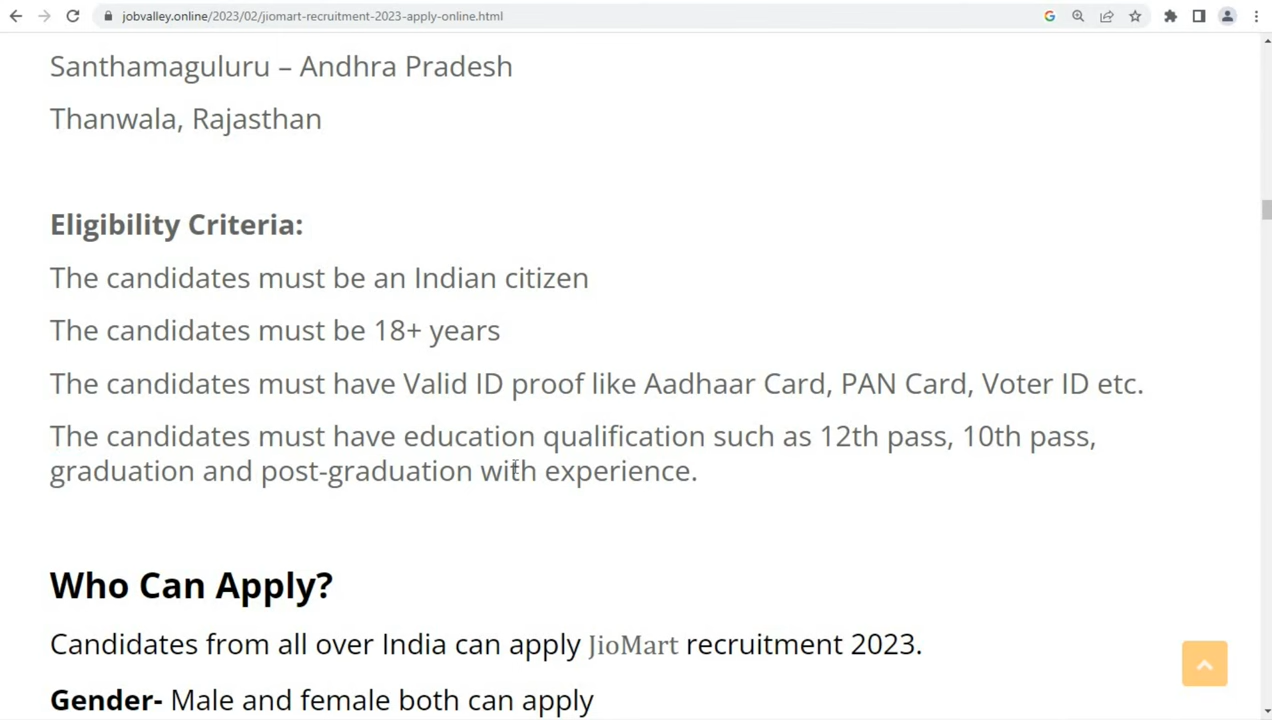 jobvalley.online/2023/02/jiomart-recruitment-2023-apply-online.html
Santhamaguluru – Andhra Pradesh
Thanwala, Rajasthan
Eligibility Criteria:
The candidates must be an Indian citizen
The candidates must be 18+ years
The candidates must have Valid ID proof like Aadhaar Card, PAN Card, Voter ID etc.
The candidates must have education qualification such as 12th pass, 10th pass,
graduation and post-graduation with experience.
Who Can Apply?
Candidates from all over India can apply JioMart recruitment 2023.
Gender- Male and female both can apply